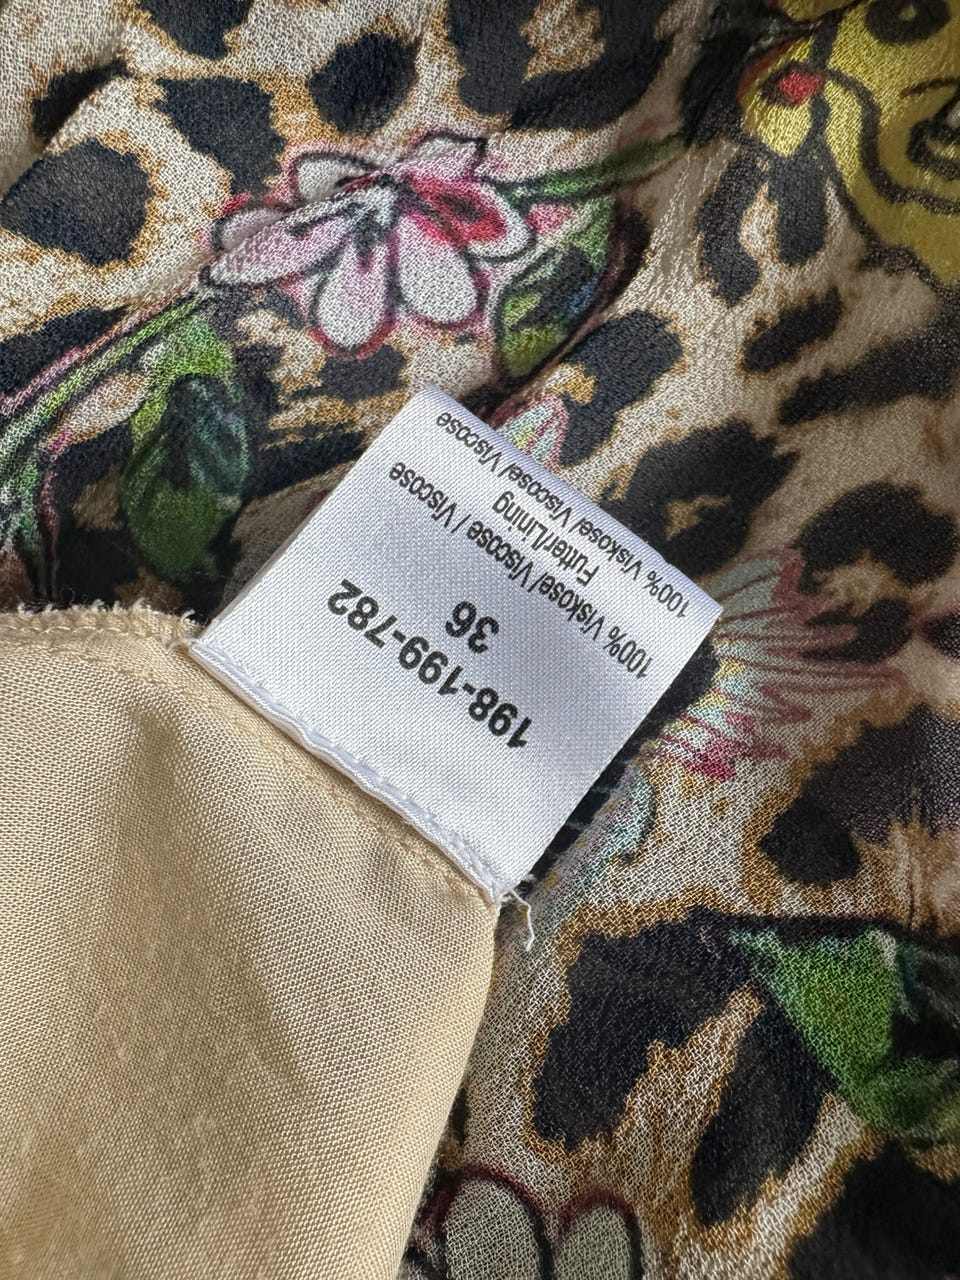 198-199-782
36
100% Viskose/ Viscose / Viscose
Futter/Lining
100% Viskose/ Viscose/ Viscose